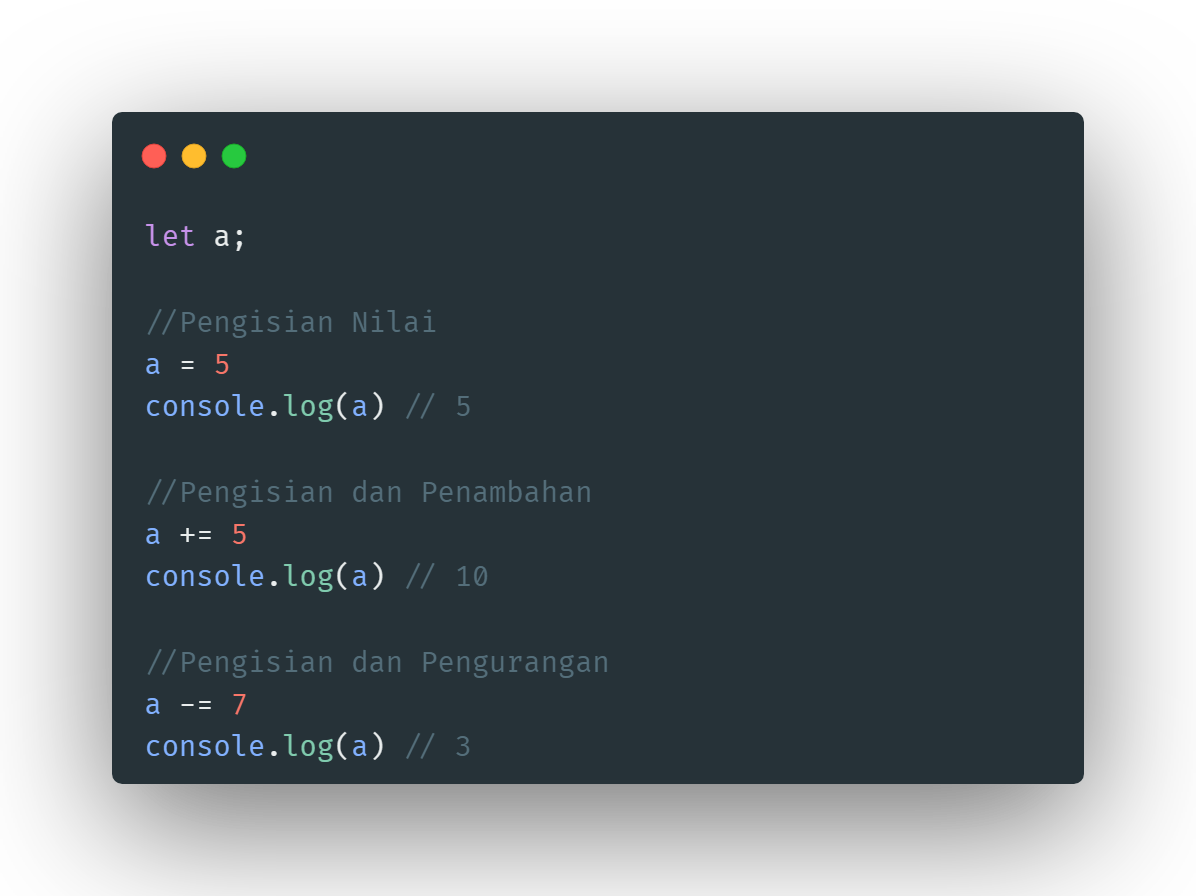 let a;
//Pengisian Nilai
a = 5
console.log(a) // 5
//Pengisian dan Penambahan
a += 5
console.log(a) // 10
//Pengisian dan Pengurangan
a -= 7
console.log(a) // 3